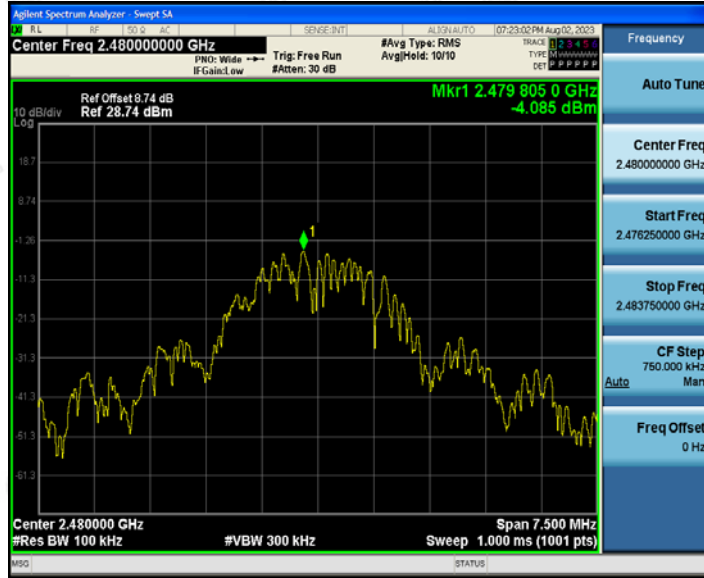 Agilent Spectrum Analyzer - Swept SA
RL RF 50 Ω AC SENSE:INT ALIGN AUTO 07:23:02 PM Aug 02, 2023
Center Freq 2.480000000 GHz
PNO: Wide
IFGain:Low
Trig: Free Run
#Atten: 30 dB
#Avg Type: RMS
Avg|Hold: 10/10
TRACE 1 2 3 4 5 6
TYPE M WWWWW
DET P P P P P P
Ref Offset 8.74 dB
10 dB/div Ref 28.74 dBm
Log
Mkr1 2.479 805 0 GHz
-4.085 dBm
18.7
8.74
-1.26
-11.3
-21.3
-31.3
-41.3
-51.3
-61.3
1
Center 2.480000 GHz Span 7.500 MHz
#Res BW 100 kHz #VBW 300 kHz Sweep 1.000 ms (1001 pts)
MSG STATUS
Frequency
Auto Tune
Center Freq
2.480000000 GHz
Start Freq
2.476250000 GHz
Stop Freq
2.483750000 GHz
CF Step
750.000 kHz
Auto Man
Freq Offset
0 Hz